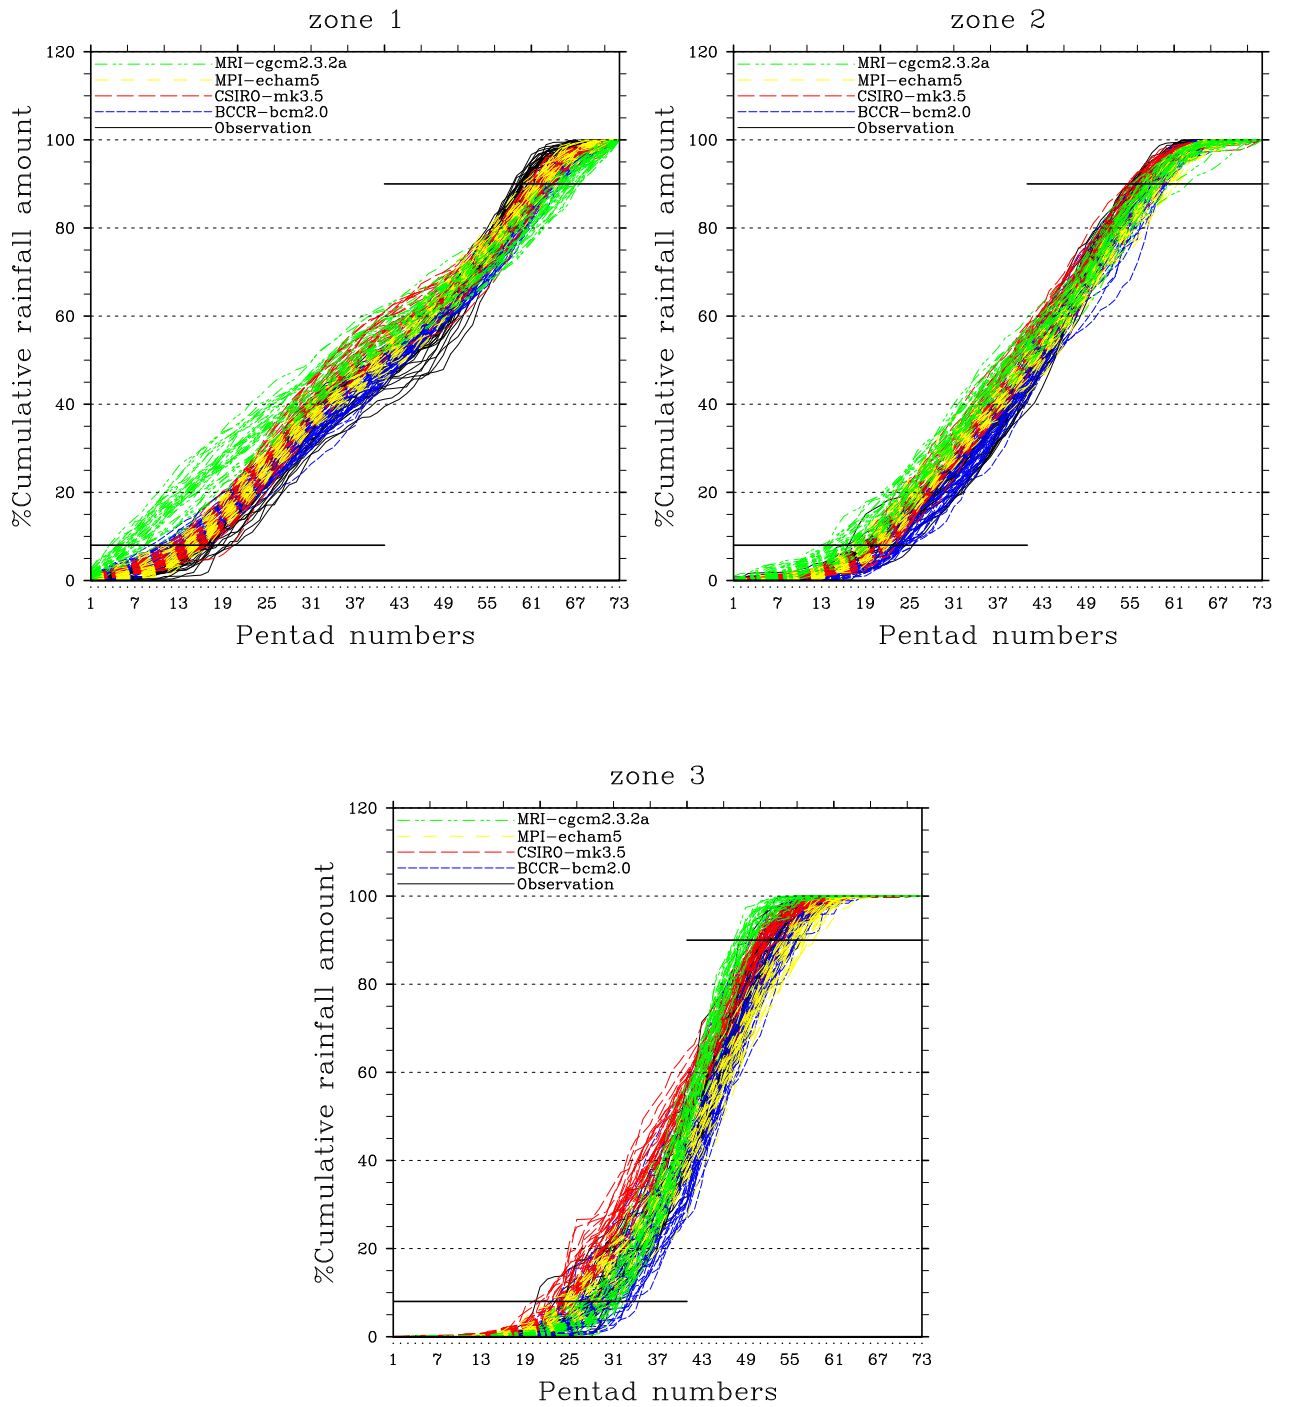 zone 1
120
100
80
60
40
20
0
%Cumulative rainfall amount
MRI-cgcm2.3.2a
MPI-echam5
CSIRO-mk3.5
BCCR-bcm2.0
Observation
1 7 13 19 25 31 37 43 49 55 61 67 73
Pentad numbers
zone 2
120
100
80
60
40
20
0
%Cumulative rainfall amount
MRI-cgcm2.3.2a
MPI-echam5
CSIRO-mk3.5
BCCR-bcm2.0
Observation
1 7 13 19 25 31 37 43 49 55 61 67 73
Pentad numbers
zone 3
120
100
80
60
40
20
0
%Cumulative rainfall amount
MRI-cgcm2.3.2a
MPI-echam5
CSIRO-mk3.5
BCCR-bcm2.0
Observation
1 7 13 19 25 31 37 43 49 55 61 67 73
Pentad numbers